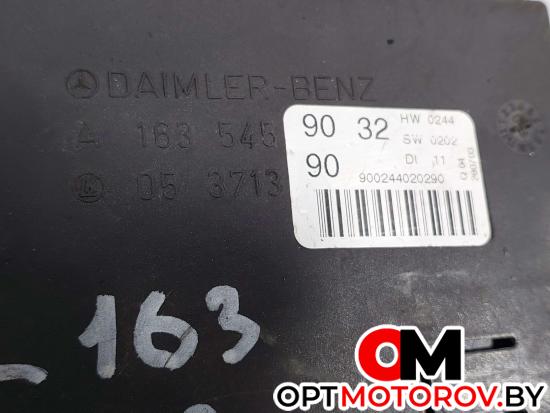 DAIMLER-BENZ
A 163 545 90 32 HW 0244
SW 0202
90 DI 11
05 3713 900244020290
Q 04
163
OM
OPTMOTOROV.BY